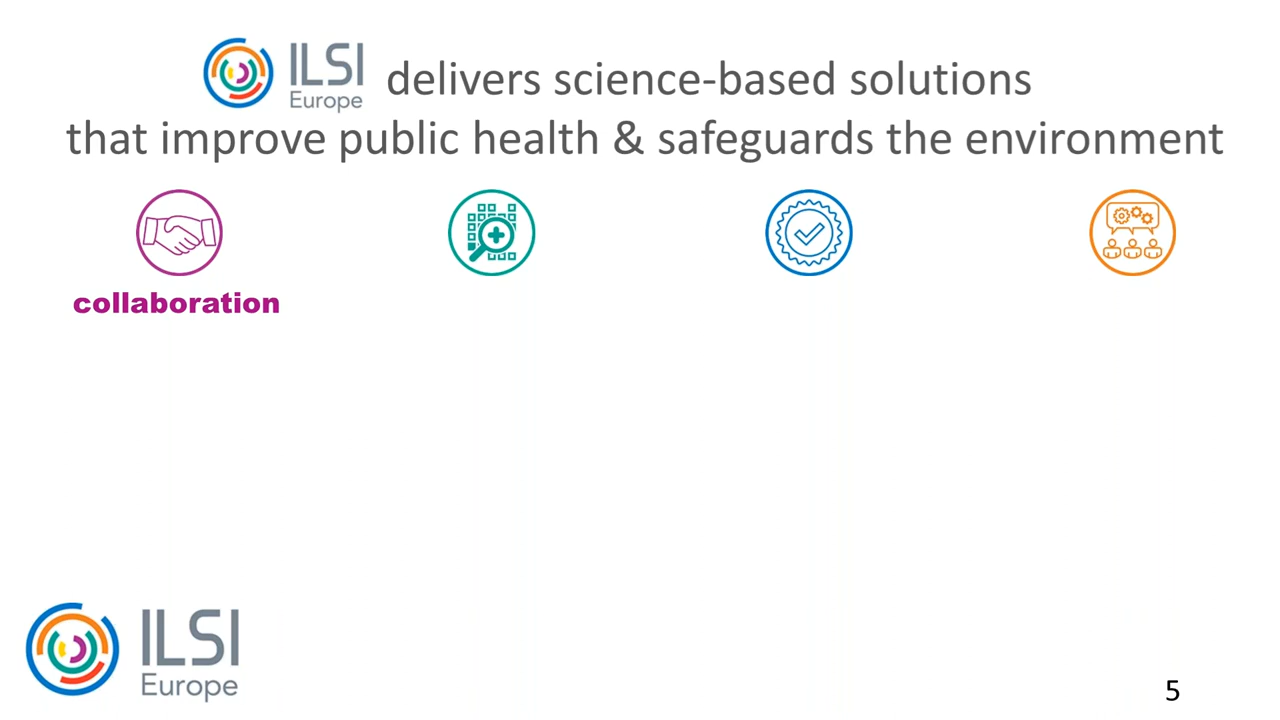 ILSI Europe delivers science-based solutions
that improve public health & safeguards the environment
collaboration
ILSI
Europe
5